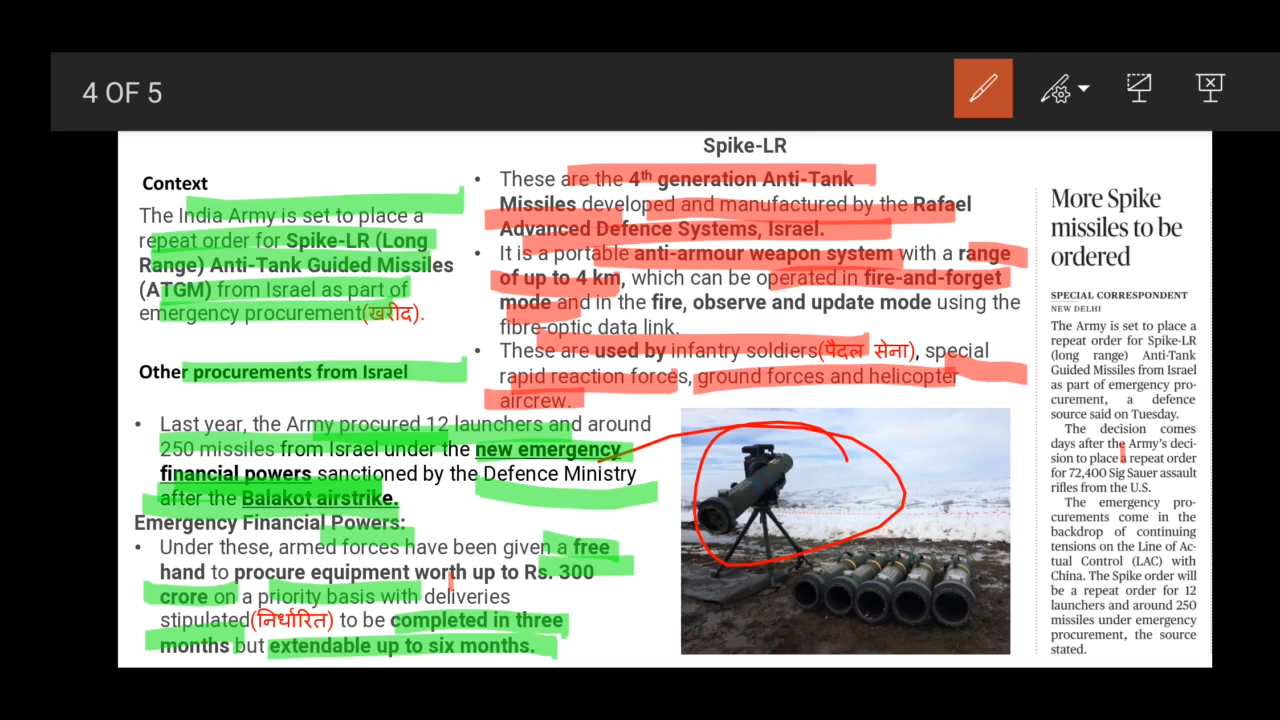 4 OF 5
Spike-LR
Context
The India Army is set to place a
repeat order for Spike-LR (Long
Range) Anti-Tank Guided Missiles
(ATGM) from Israel as part of
emergency procurement(खरीद).
Other procurements from Israel
• Last year, the Army procured 12 launchers and around
250 missiles from Israel under the new emergency
financial powers sanctioned by the Defence Ministry
after the Balakot airstrike.
Emergency Financial Powers:
• Under these, armed forces have been given a free
hand to procure equipment worth up to Rs. 300
crore on a priority basis with deliveries
stipulated(निर्धारित) to be completed in three
months but extendable up to six months.
• These are the 4th generation Anti-Tank
Missiles developed and manufactured by the Rafael
Advanced Defence Systems, Israel.
• It is a portable anti-armour weapon system with a range
of up to 4 km, which can be operated in fire-and-forget
mode and in the fire, observe and update mode using the
fibre-optic data link.
• These are used by infantry soldiers(पैदल सेना), special
rapid reaction forces, ground forces and helicopter
aircrew.
More Spike
missiles to be
ordered
SPECIAL CORRESPONDENT
NEW DELHI
The Army is set to place a
repeat order for Spike-LR
(long range) Anti-Tank
Guided Missiles from Israel
as part of emergency pro-
curement, a defence
source said on Tuesday.
The decision comes
days after the Army's deci-
sion to place a repeat order
for 72,400 Sig Sauer assault
rifles from the U.S.
The emergency pro-
curements come in the
backdrop of continuing
tensions on the Line of Ac-
tual Control (LAC) with
China. The Spike order will
be a repeat order for 12
launchers and around 250
missiles under emergency
procurement, the source
stated.